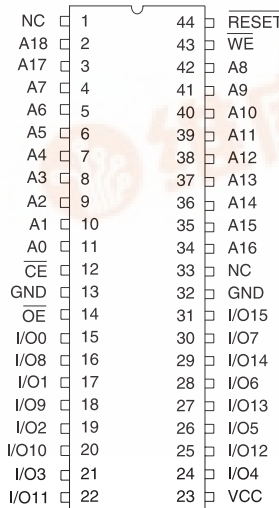 NC 1 44 RESET
A18 2 43 WE
A17 3 42 A8
A7 4 41 A9
A6 5 40 A10
A5 6 39 A11
A4 7 38 A12
A3 8 37 A13
A2 9 36 A14
A1 10 35 A15
A0 11 34 A16
CE 12 33 NC
GND 13 32 GND
OE 14 31 I/O15
I/O0 15 30 I/O7
I/O8 16 29 I/O14
I/O1 17 28 I/O6
I/O9 18 27 I/O13
I/O2 19 26 I/O5
I/O10 20 25 I/O12
I/O3 21 24 I/O4
I/O11 22 23 VCC